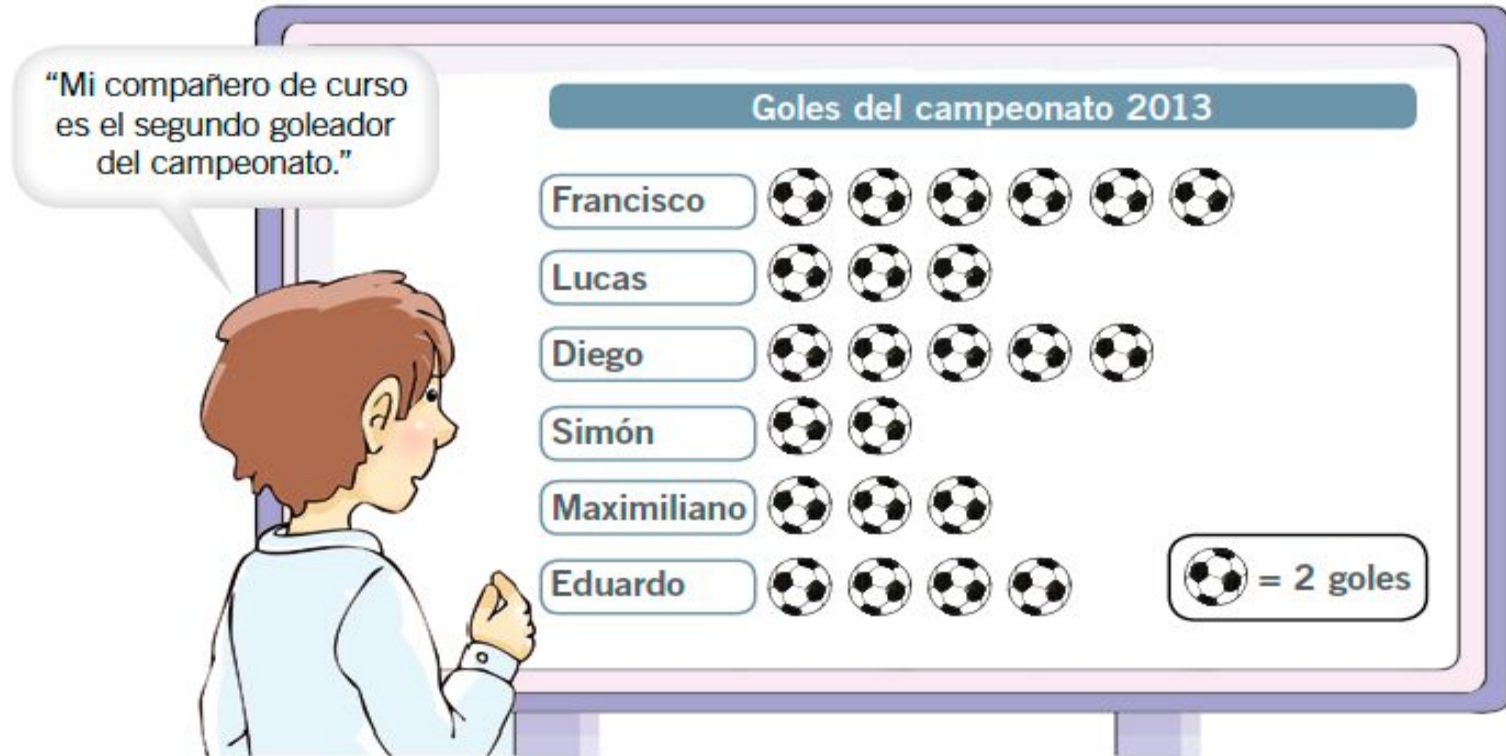 “Mi compañero de curso
es el segundo goleador
del campeonato.”
Goles del campeonato 2013
Francisco
Lucas
Diego
Simón
Maximiliano
Eduardo
= 2 goles